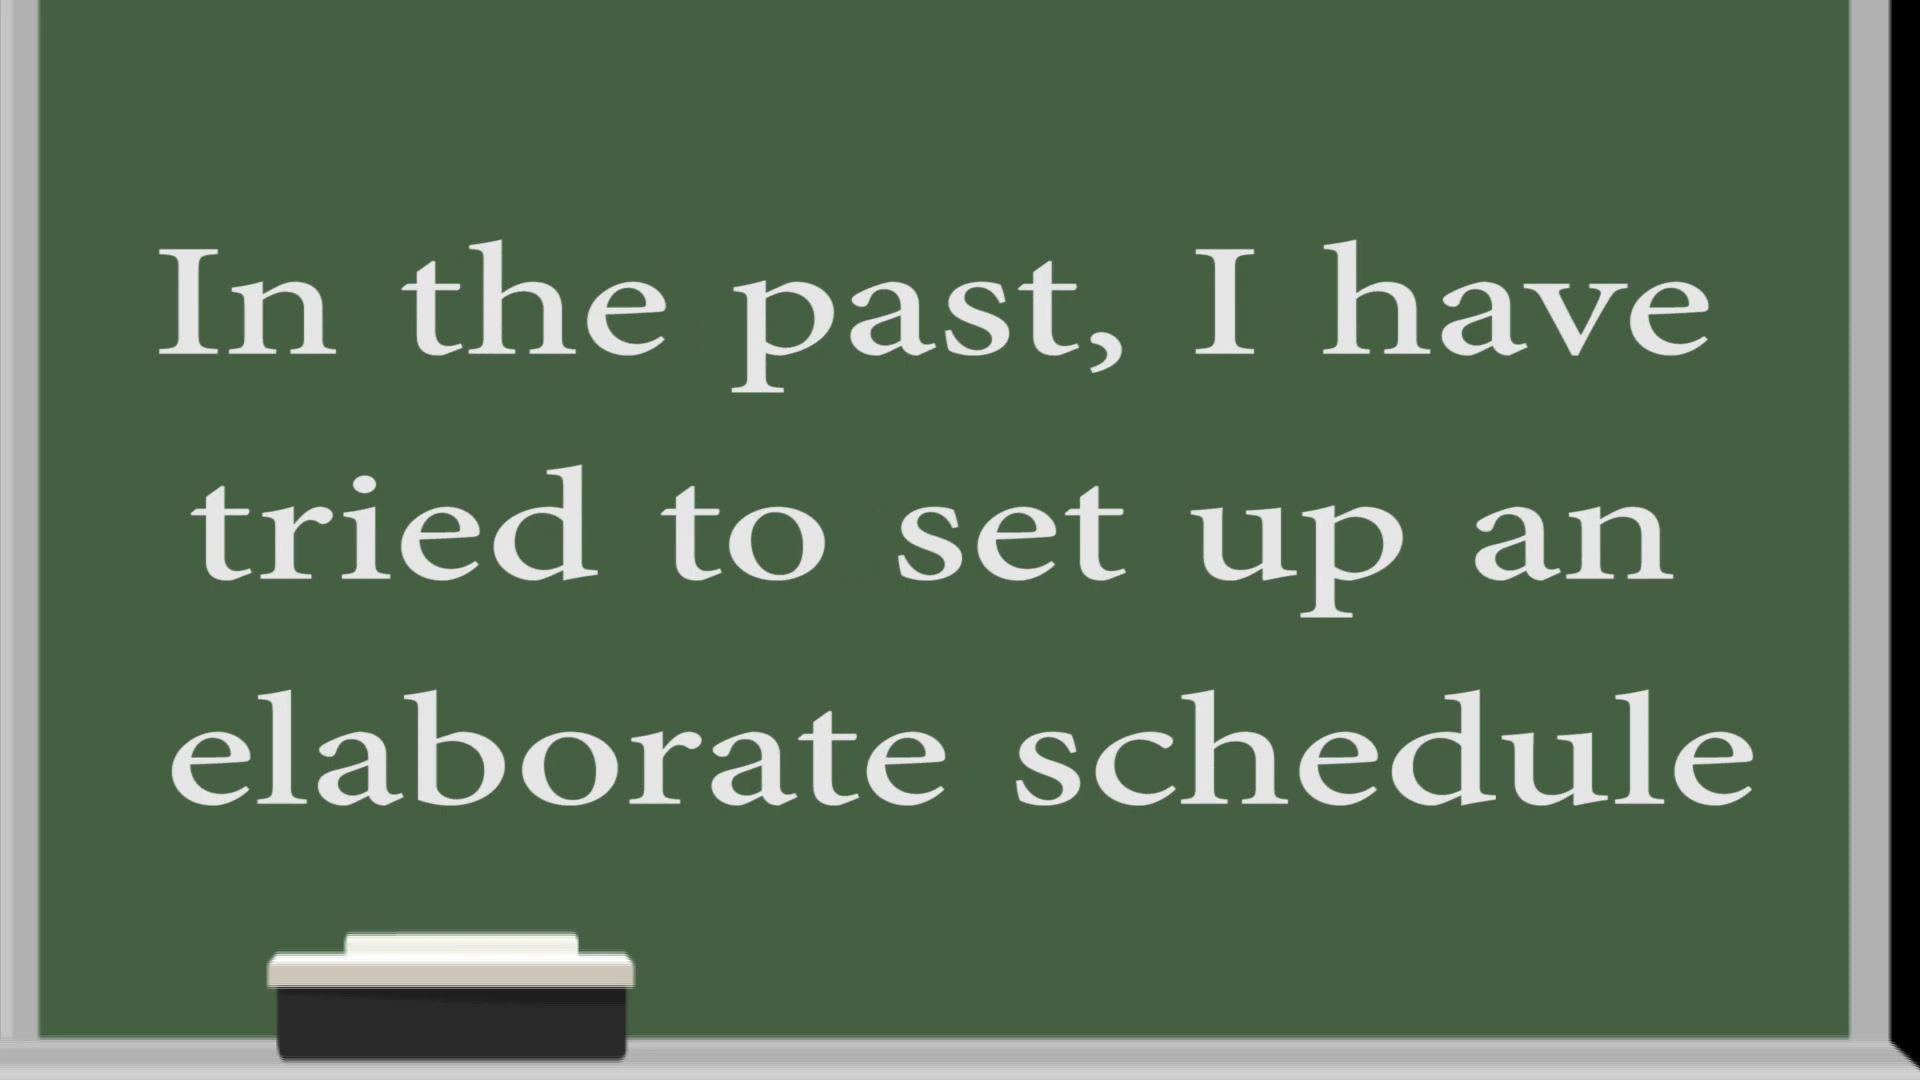 In the past, I have
tried to set up an
elaborate schedule